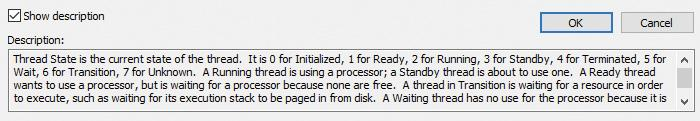 Show description
OK
Cancel
Description:
Thread State is the current state of the thread.  It is 0 for Initialized, 1 for Ready, 2 for Running, 3 for Standby, 4 for Terminated, 5 for
Wait, 6 for Transition, 7 for Unknown.  A Running thread is using a processor; a Standby thread is about to use one.  A Ready thread
wants to use a processor, but is waiting for a processor because none are free.  A thread in Transition is waiting for a resource in order
to execute, such as waiting for its execution stack to be paged in from disk.  A Waiting thread has no use for the processor because it is